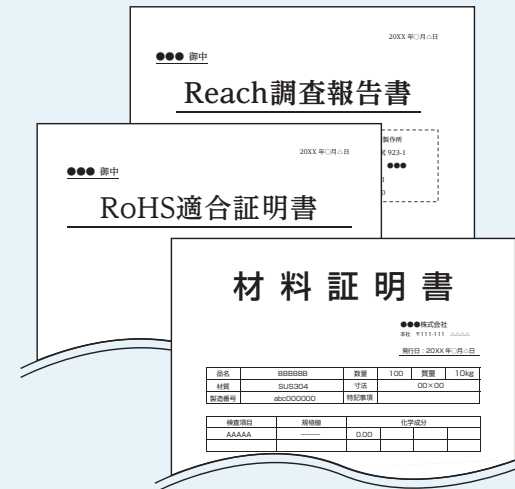 20XX 年○月△日
●●● 御中
Reach調査報告書
製作所
923-1
●●●
1
0
20XX 年○月△日
●●● 御中
RoHS適合証明書
材料証明書
●●●株式会社
本社 〒111-111 △△△△
発行日：20XX 年○月△日
品名 BBBBBB 数量 100 質量 10kg
材質 SUS304 寸法 00×00
製造番号 abc000000 特記事項
検査項目 規格値 化学成分
AAAAA ―― 0.00